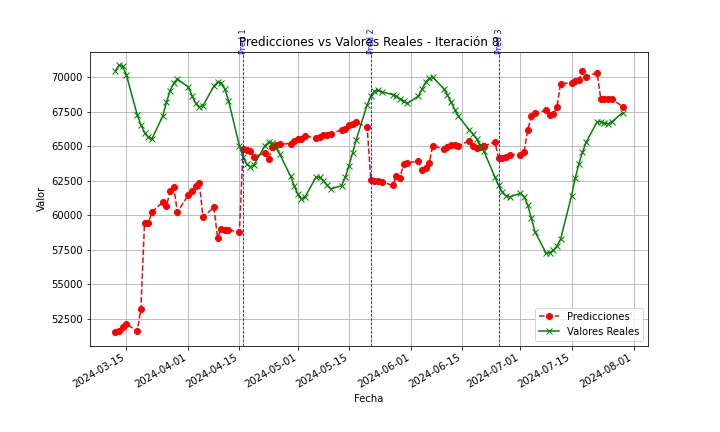 Pred 1
Pred 2
Pred 3
Predicciones vs Valores Reales - Iteración 8
Valor
70000
67500
65000
62500
60000
57500
55000
52500
Predicciones
Valores Reales
2024-03-15
2024-04-01
2024-04-15
2024-05-01
2024-05-15
2024-06-01
2024-06-15
2024-07-01
2024-07-15
2024-08-01
Fecha